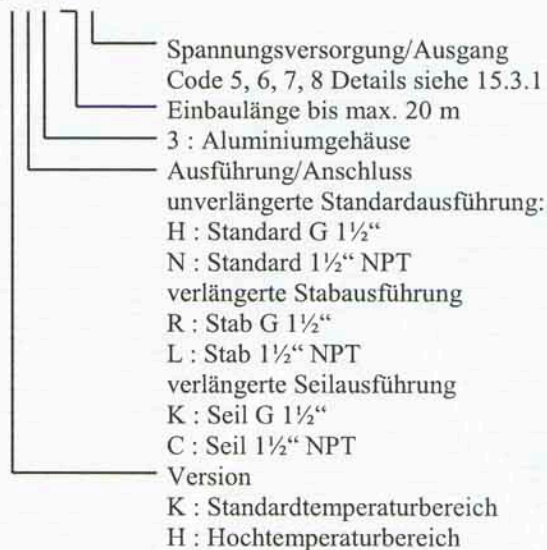 Spannungsversorgung/Ausgang
Code 5, 6, 7, 8 Details siehe 15.3.1
Einbaulänge bis max. 20 m
3 : Aluminiumgehäuse
Ausführung/Anschluss
unverlängerte Standardausführung:
H : Standard G 1½“
N : Standard 1½“ NPT
verlängerte Stabausführung
R : Stab G 1½“
L : Stab 1½“ NPT
verlängerte Seilausführung
K : Seil G 1½“
C : Seil 1½“ NPT
Version
K : Standardtemperaturbereich
H : Hochtemperaturbereich